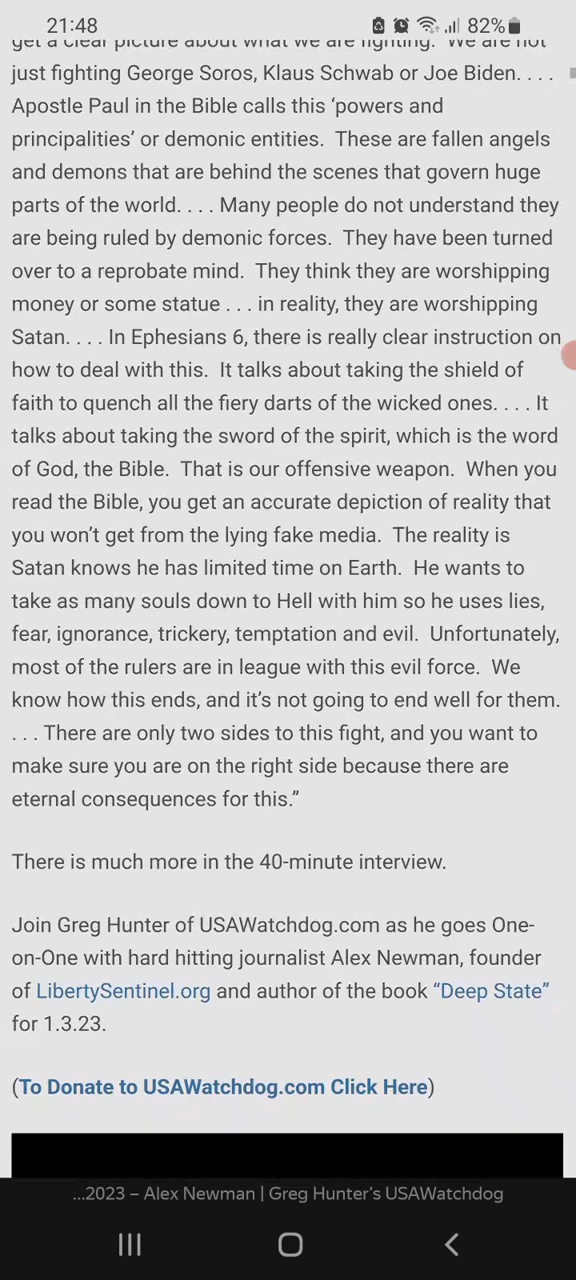 21:48 82%
get a clear picture about what we are fighting.  We are not
just fighting George Soros, Klaus Schwab or Joe Biden. . . .
Apostle Paul in the Bible calls this ‘powers and
principalities’ or demonic entities.  These are fallen angels
and demons that are behind the scenes that govern huge
parts of the world. . . . Many people do not understand they
are being ruled by demonic forces.  They have been turned
over to a reprobate mind.  They think they are worshipping
money or some statue . . . in reality, they are worshipping
Satan. . . . In Ephesians 6, there is really clear instruction on
how to deal with this.  It talks about taking the shield of
faith to quench all the fiery darts of the wicked ones. . . . It
talks about taking the sword of the spirit, which is the word
of God, the Bible.  That is our offensive weapon.  When you
read the Bible, you get an accurate depiction of reality that
you won’t get from the lying fake media.  The reality is
Satan knows he has limited time on Earth.  He wants to
take as many souls down to Hell with him so he uses lies,
fear, ignorance, trickery, temptation and evil.  Unfortunately,
most of the rulers are in league with this evil force.  We
know how this ends, and it’s not going to end well for them.
. . . There are only two sides to this fight, and you want to
make sure you are on the right side because there are
eternal consequences for this.”
There is much more in the 40-minute interview.
Join Greg Hunter of USAWatchdog.com as he goes One-
on-One with hard hitting journalist Alex Newman, founder
of LibertySentinel.org and author of the book “Deep State”
for 1.3.23.
(To Donate to USAWatchdog.com Click Here)
...2023 – Alex Newman | Greg Hunter’s USAWatchdog